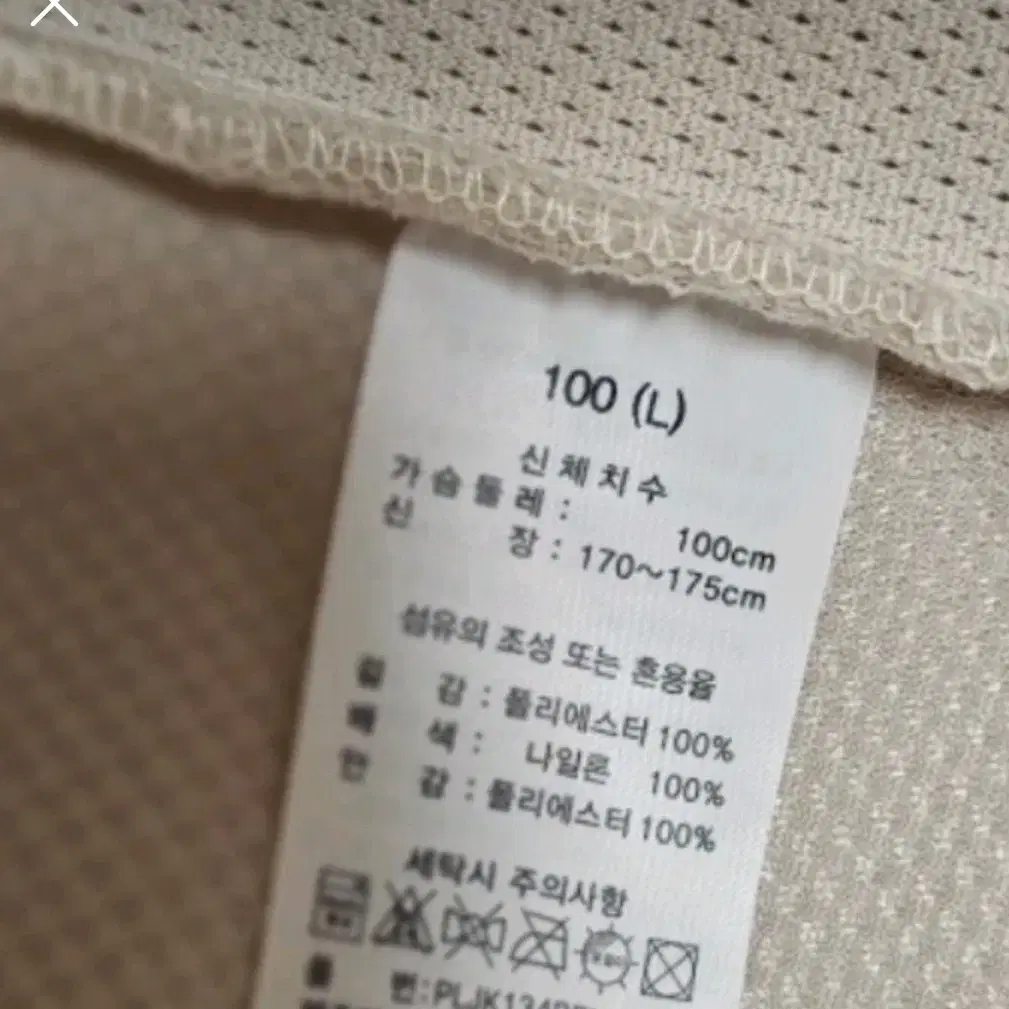 100 (L)
신체치수
가슴둘레 : 100cm
신 장 : 170~175cm
섬유의 조성 또는 혼용율
겉 감 : 폴리에스터 100%
배 색 : 나일론 100%
안 감 : 폴리에스터 100%
세탁시 주의사항
품 번: